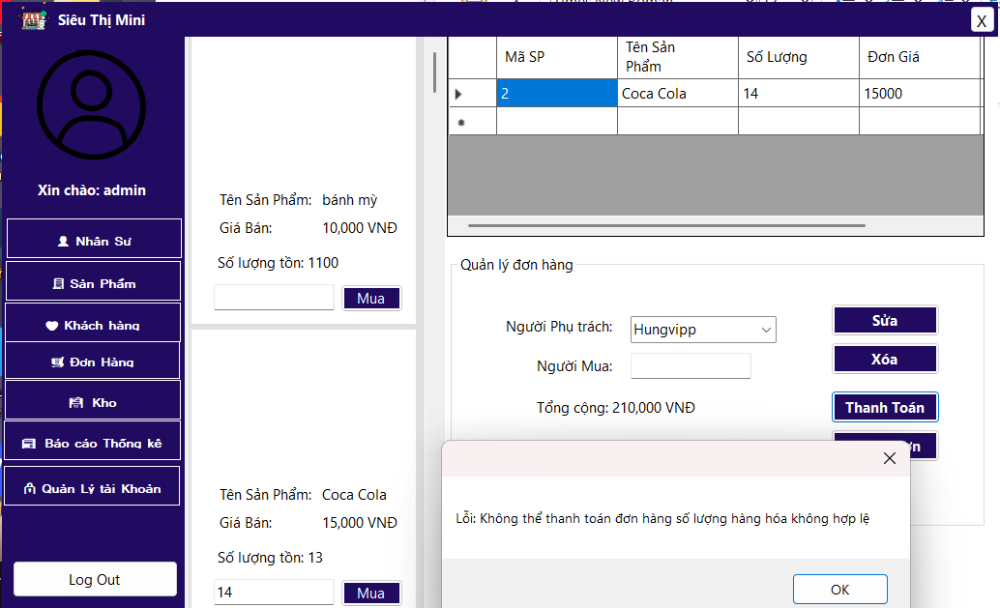 Siêu Thị Mini
X
Xin chào: admin
Nhân Sư
Sản Phẩm
Khách hàng
Đơn Hàng
Kho
Báo cáo Thống kê
Quản Lý tài Khoản
Log Out
Tên Sản Phẩm: bánh mỳ
Giá Bán: 10,000 VNĐ
Số lượng tồn: 1100
Mua
Tên Sản Phẩm: Coca Cola
Giá Bán: 15,000 VNĐ
Số lượng tồn: 13
14 Mua
Mã SP Tên Sản Phẩm Số Lượng Đơn Giá
2 Coca Cola 14 15000
Quản lý đơn hàng
Người Phụ trách: Hungvipp
Người Mua:
Tổng cộng: 210,000 VNĐ
Sửa
Xóa
Thanh Toán
Lỗi: Không thể thanh toán đơn hàng số lượng hàng hóa không hợp lệ
OK